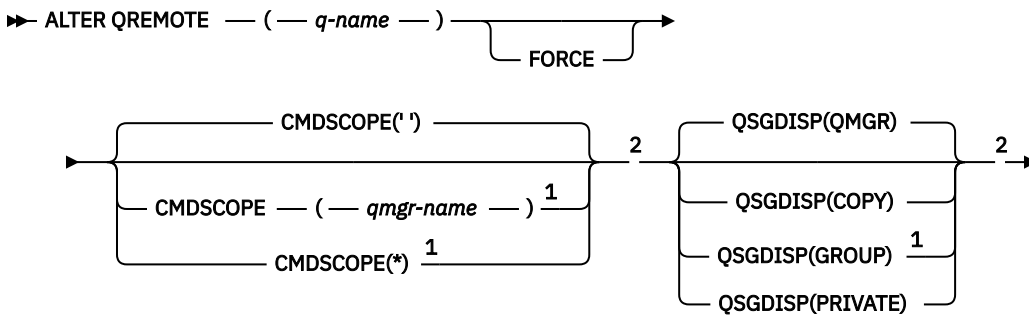 ALTER QREMOTE ( q-name )
FORCE
CMDSCOPE(' ')
2
CMDSCOPE ( qmgr-name ) 1
CMDSCOPE(*) 1
QSGDISP(QMGR)
2
QSGDISP(COPY)
QSGDISP(GROUP) 1
QSGDISP(PRIVATE)